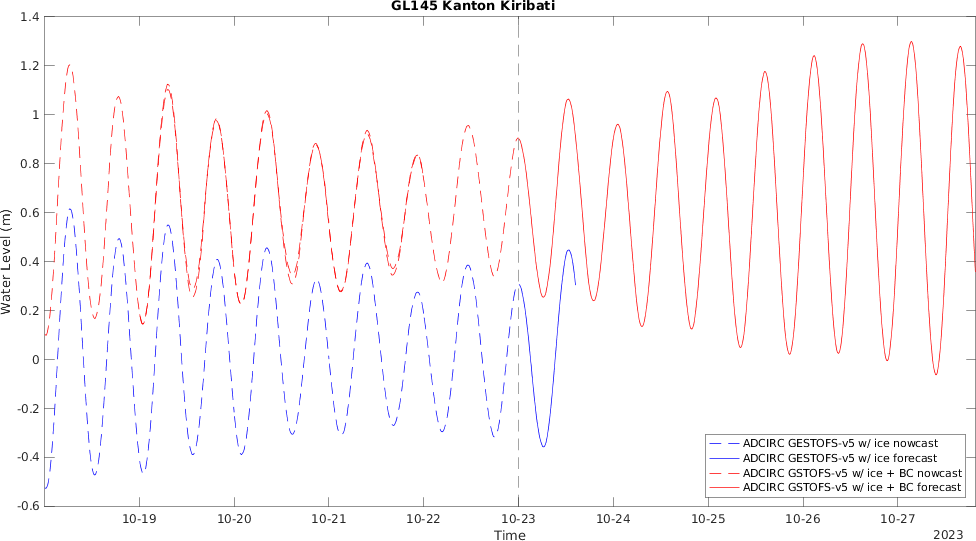 GL145 Kanton Kiribati
1.4
1.2
1
0.8
0.6
0.4
0.2
0
-0.2
-0.4
-0.6
Water Level (m)
ADCIRC GESTOFS-v5 w/ ice nowcast
ADCIRC GESTOFS-v5 w/ ice forecast
ADCIRC GSTOFS-v5 w/ ice + BC nowcast
ADCIRC GSTOFS-v5 w/ ice + BC forecast
10-19 10-20 10-21 10-22 10-23 10-24 10-25 10-26 10-27
Time
2023